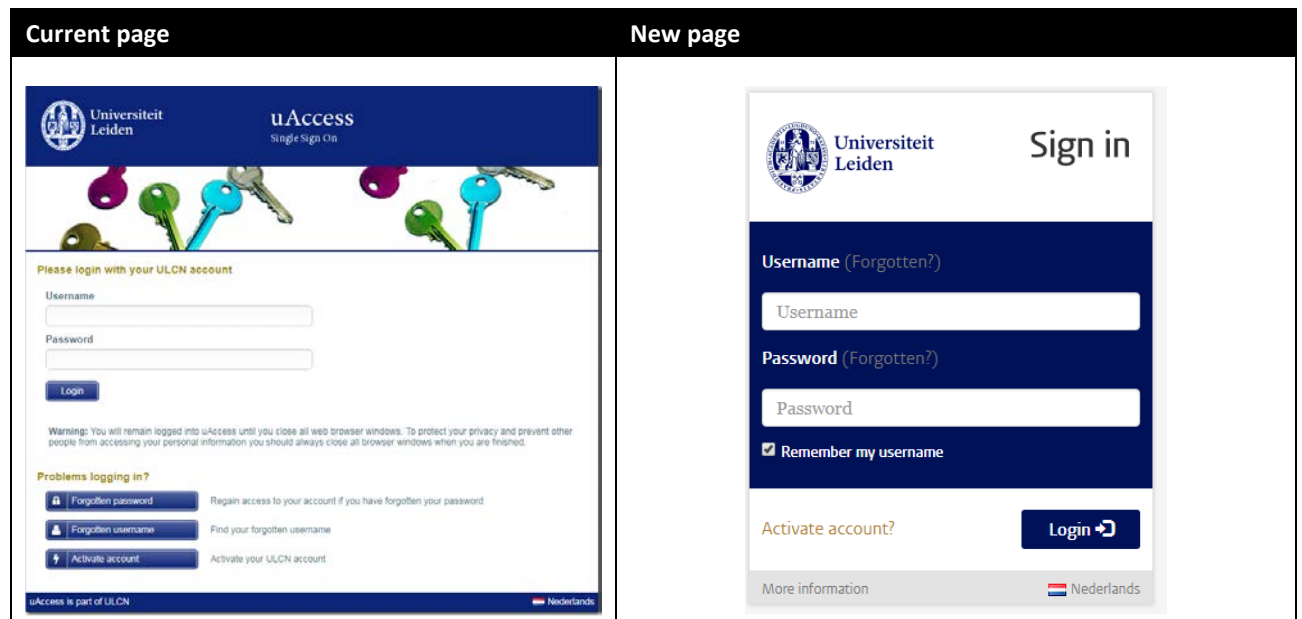 Current page
New page
Universiteit
Leiden
uAccess
Single Sign On
Please login with your ULCN account
Username
Password
Login
Warning: You will remain logged into uAccess until you close all web browser windows. To protect your privacy and prevent other
people from accessing your personal information you should always close all browser windows when you are finished.
Problems logging in?
Forgotten password Regain access to your account if you have forgotten your password
Forgotten username Find your forgotten username
Activate account Activate your ULCN account
uAccess is part of ULCN Nederlands
Universiteit
Leiden
Sign in
Username (Forgotten?)
Username
Password (Forgotten?)
Password
Remember my username
Activate account? Login
More information Nederlands